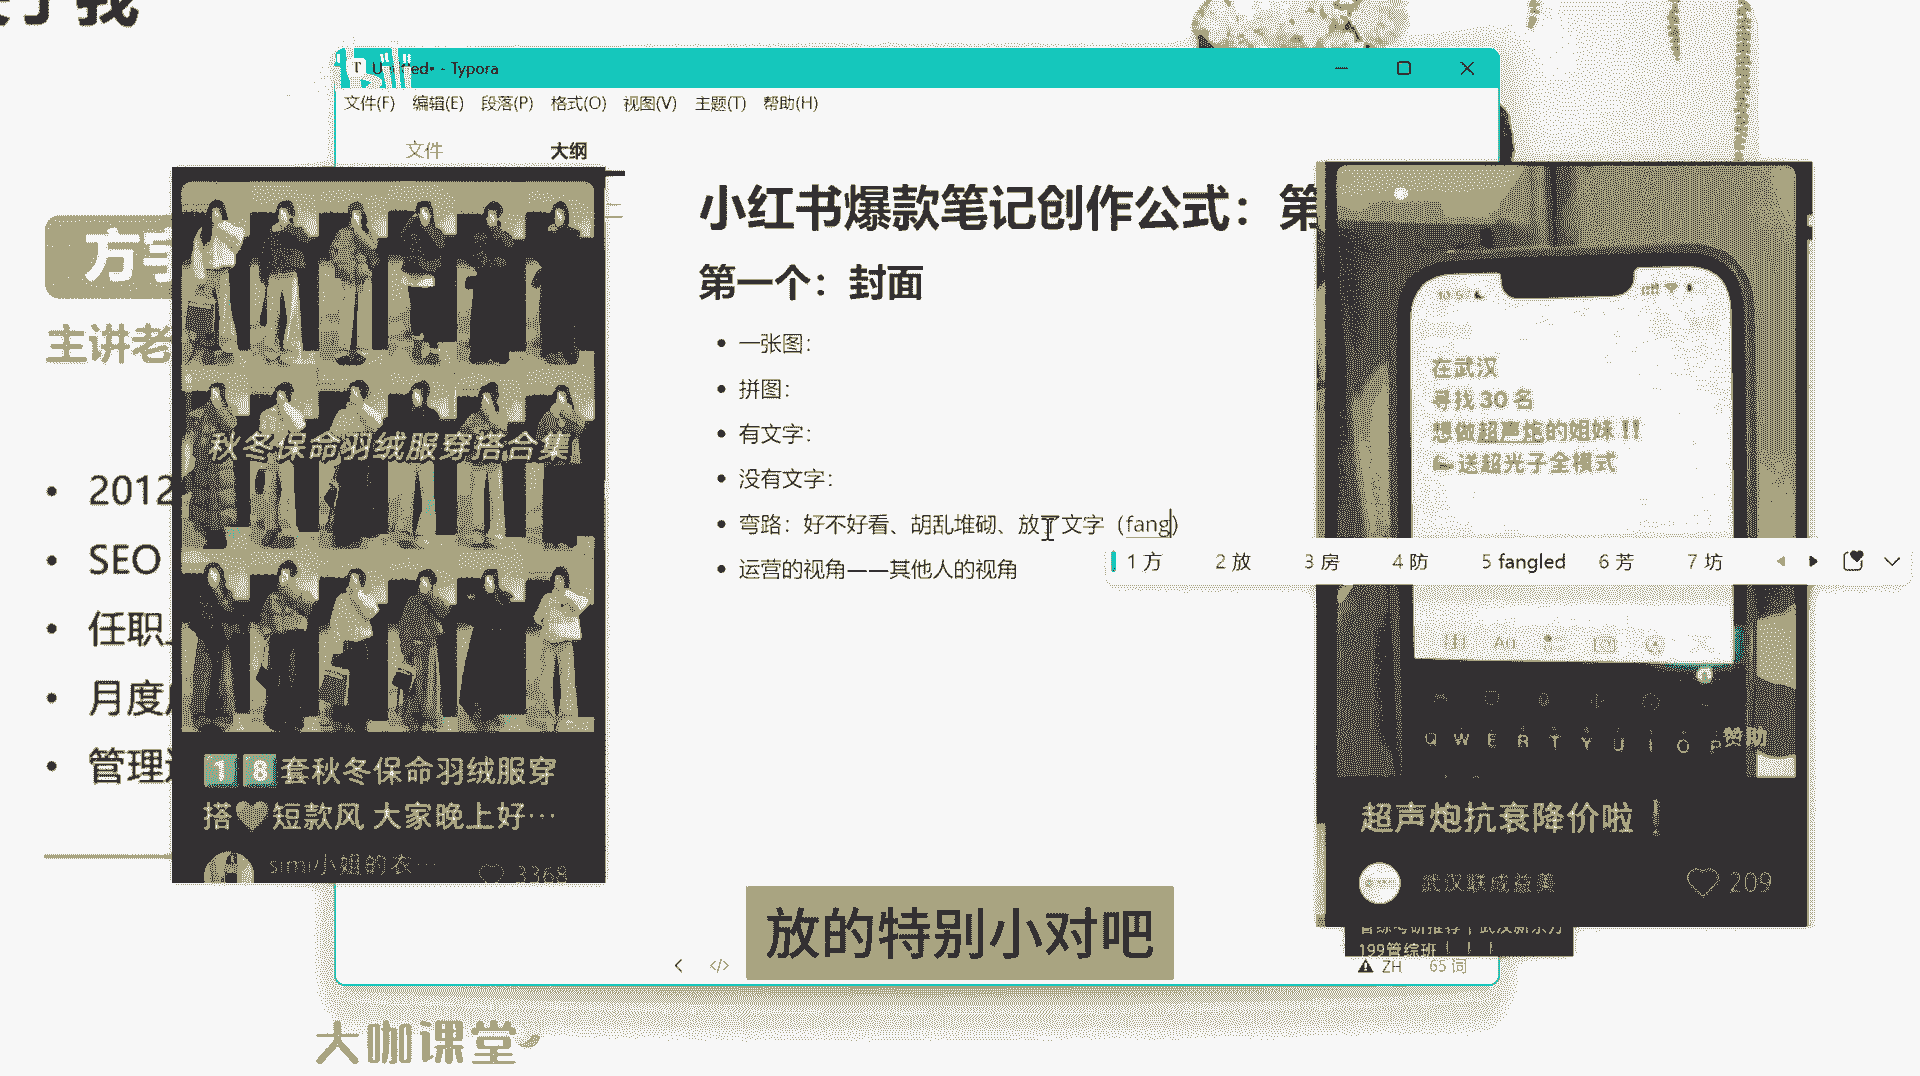 Typora
文件(F) 编辑(E) 段落(P) 格式(O) 视图(V) 主题(T) 帮助(H)
文件 大纲
小红书爆款笔记创作公式：第
第一个：封面
一张图：
拼图：
有文字：
没有文字：
弯路：好不好看、胡乱堆砌、放了文字（fang）
运营的视角——其他人的视角
1 方 2 放 3 房 4 防 5 fangled 6 芳 7 坊
方
主讲老
2012
SEO
任职
月度
管理
秋冬保命羽绒服穿搭合集
18套秋冬保命羽绒服穿
搭🖤短款风 大家晚上好…
simi小姐的衣…
3368
在武汉
寻找 30 名
想做超声炮的姐妹!!
送超光子全模式
Q W E R T Y U I O P
赞助
超声炮抗衰降价啦！
武汉联成益美
209
199管综班！！！
ZH 65 词
放的特别小对吧
大咖课堂